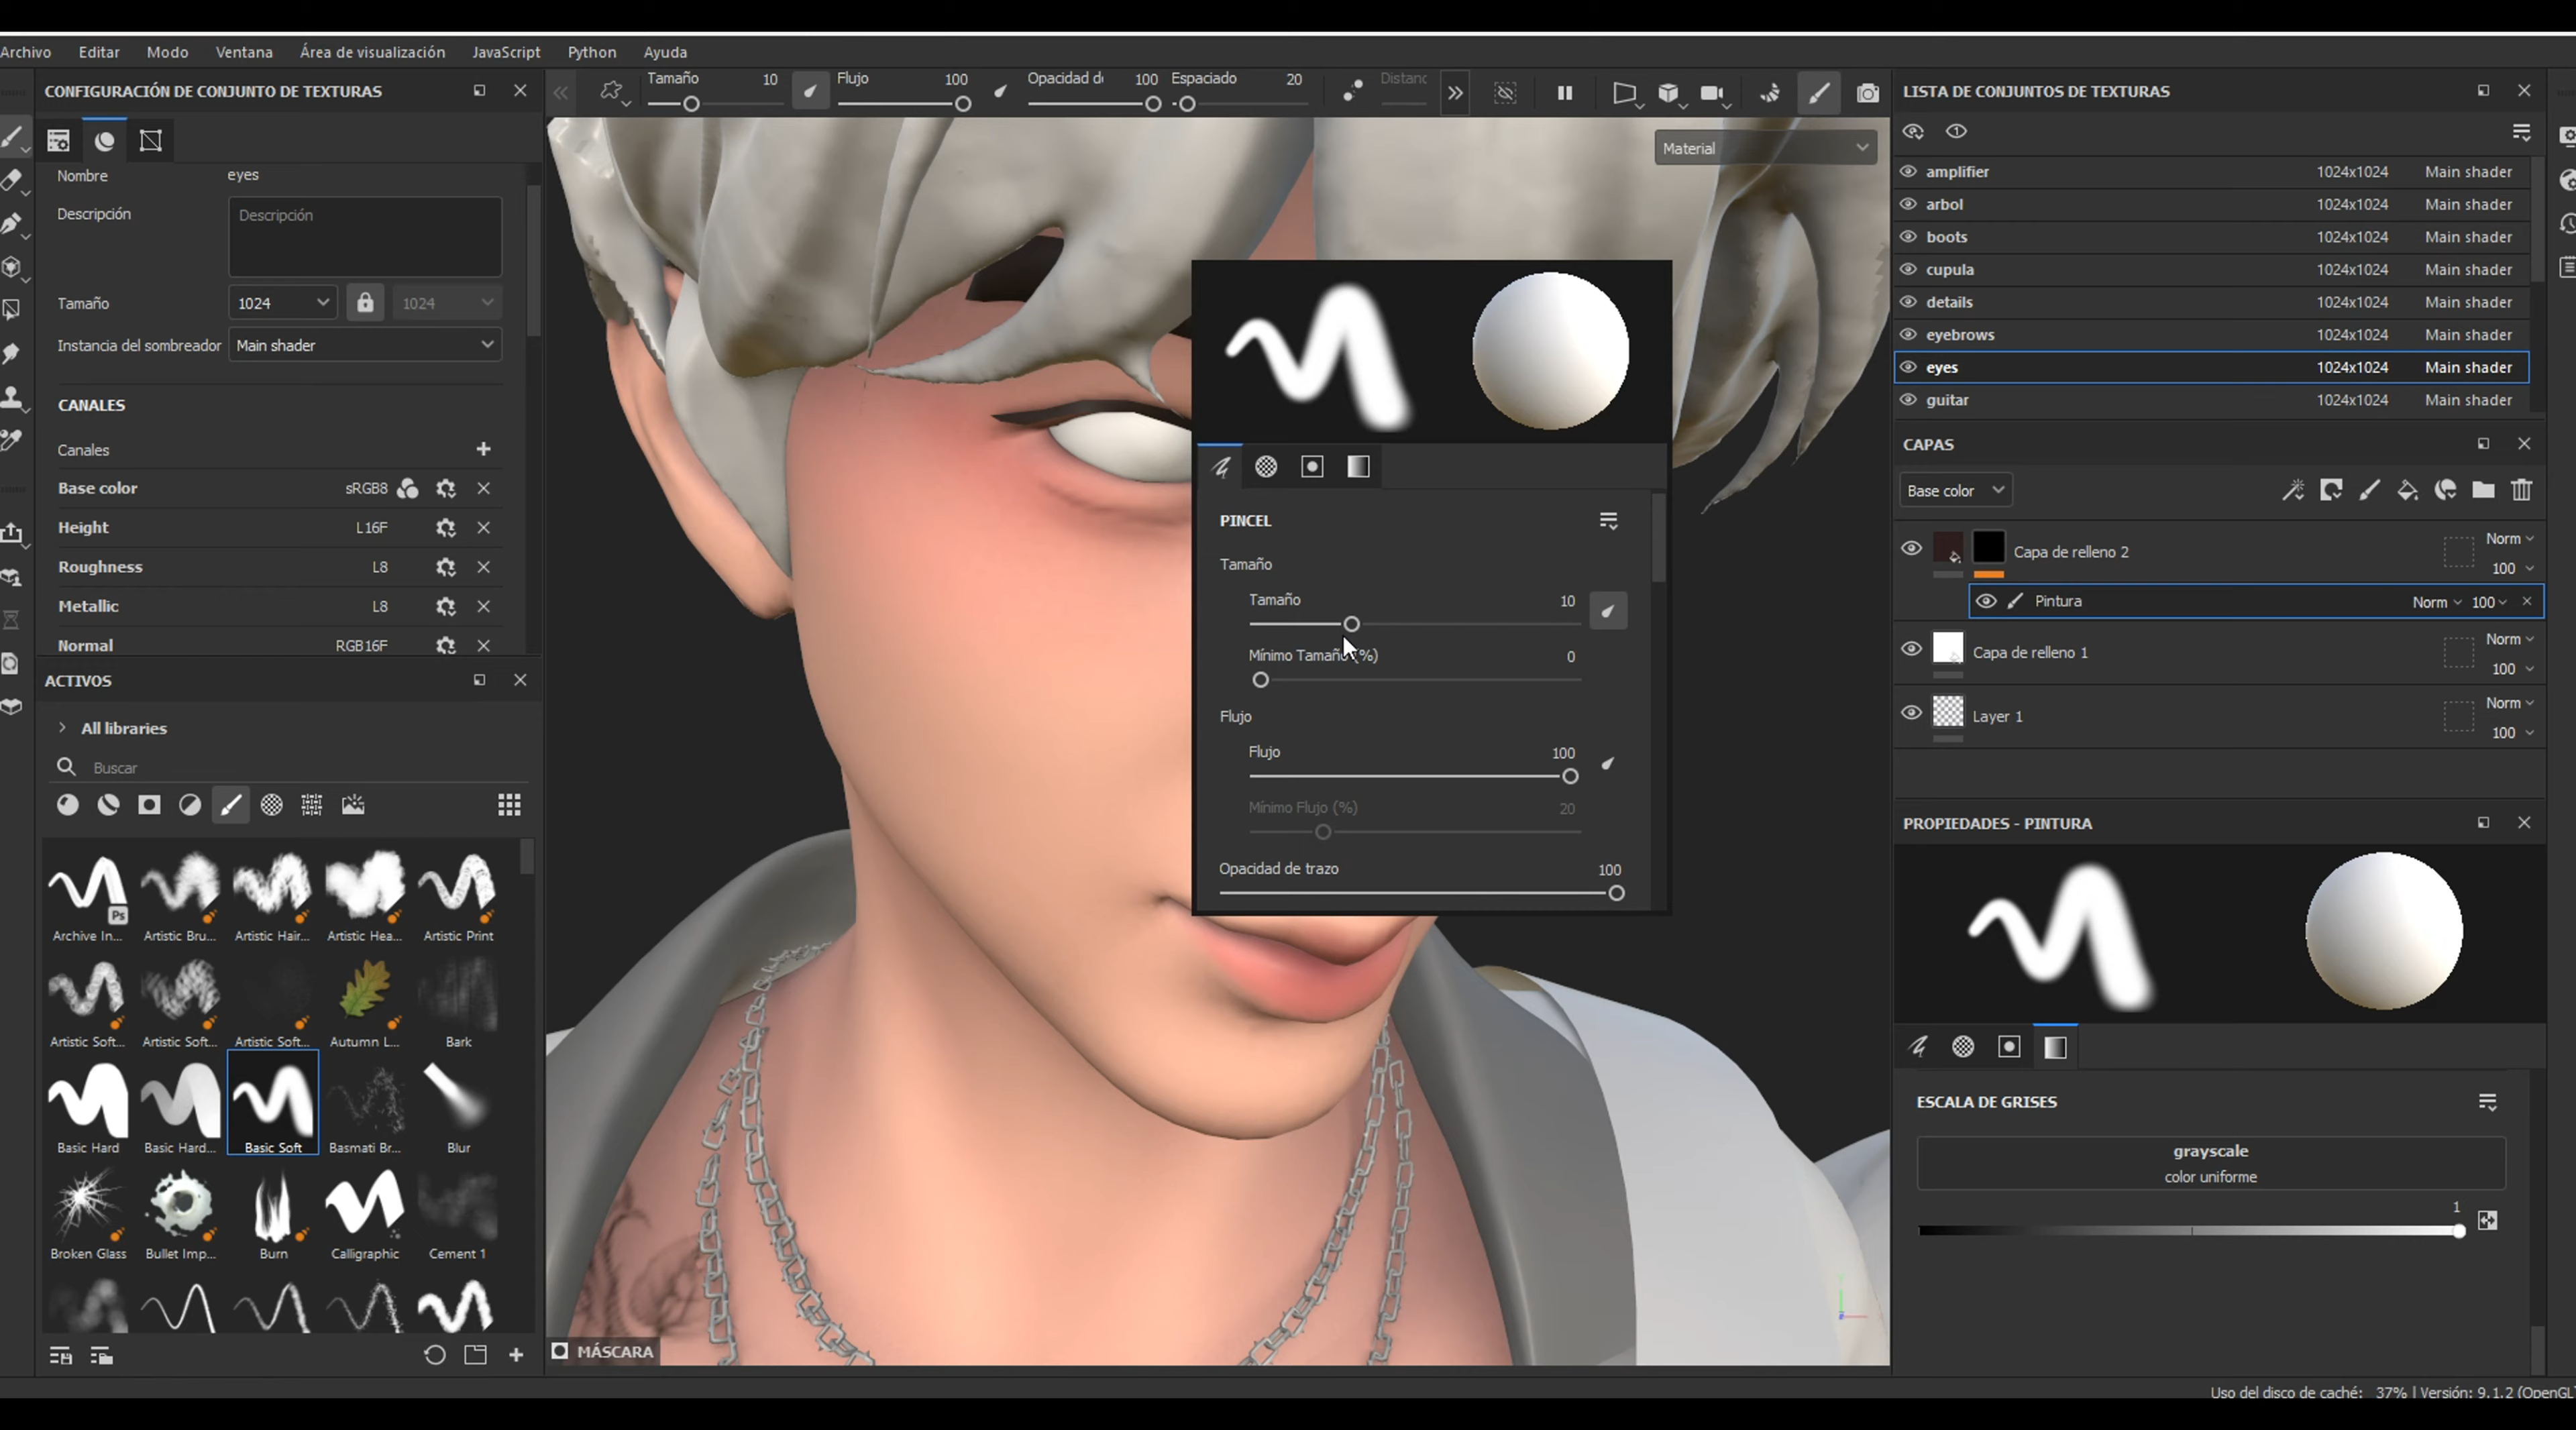 Archivo Editar Modo Ventana Área de visualización JavaScript Python Ayuda
CONFIGURACIÓN DE CONJUNTO DE TEXTURAS
Nombre eyes
Descripción Descripción
Tamaño 1024 1024
Instancia del sombreador Main shader
CANALES
Canales
Base color sRGB8
Height L16F
Roughness L8
Metallic L8
Normal RGB16F
ACTIVOS
All libraries
Buscar
Archive In... Artistic Bru... Artistic Hair... Artistic Hea... Artistic Print
Ps
Artistic Soft... Artistic Soft... Artistic Soft... Autumn L... Bark
Basic Hard Basic Hard... Basic Soft Basmati Br... Blur
Broken Glass Bullet Imp... Burn Calligraphic Cement 1
Tamaño 10 Flujo 100 Opacidad d 100 Espaciado 20 Distanc
Material
PINCEL
Tamaño
Tamaño 10
Mínimo Tamaño (%) 0
Flujo
Flujo 100
Mínimo Flujo (%) 20
Opacidad de trazo 100
MÁSCARA
LISTA DE CONJUNTOS DE TEXTURAS
amplifier 1024x1024 Main shader
arbol 1024x1024 Main shader
boots 1024x1024 Main shader
cupula 1024x1024 Main shader
details 1024x1024 Main shader
eyebrows 1024x1024 Main shader
eyes 1024x1024 Main shader
guitar 1024x1024 Main shader
CAPAS
Base color
Capa de relleno 2 Norm
100
Pintura Norm 100
Capa de relleno 1 Norm
100
Layer 1 Norm
100
PROPIEDADES - PINTURA
ESCALA DE GRISES
grayscale
color uniforme
1
Uso del disco de caché: 37% | Versión: 9.1.2 (OpenGL